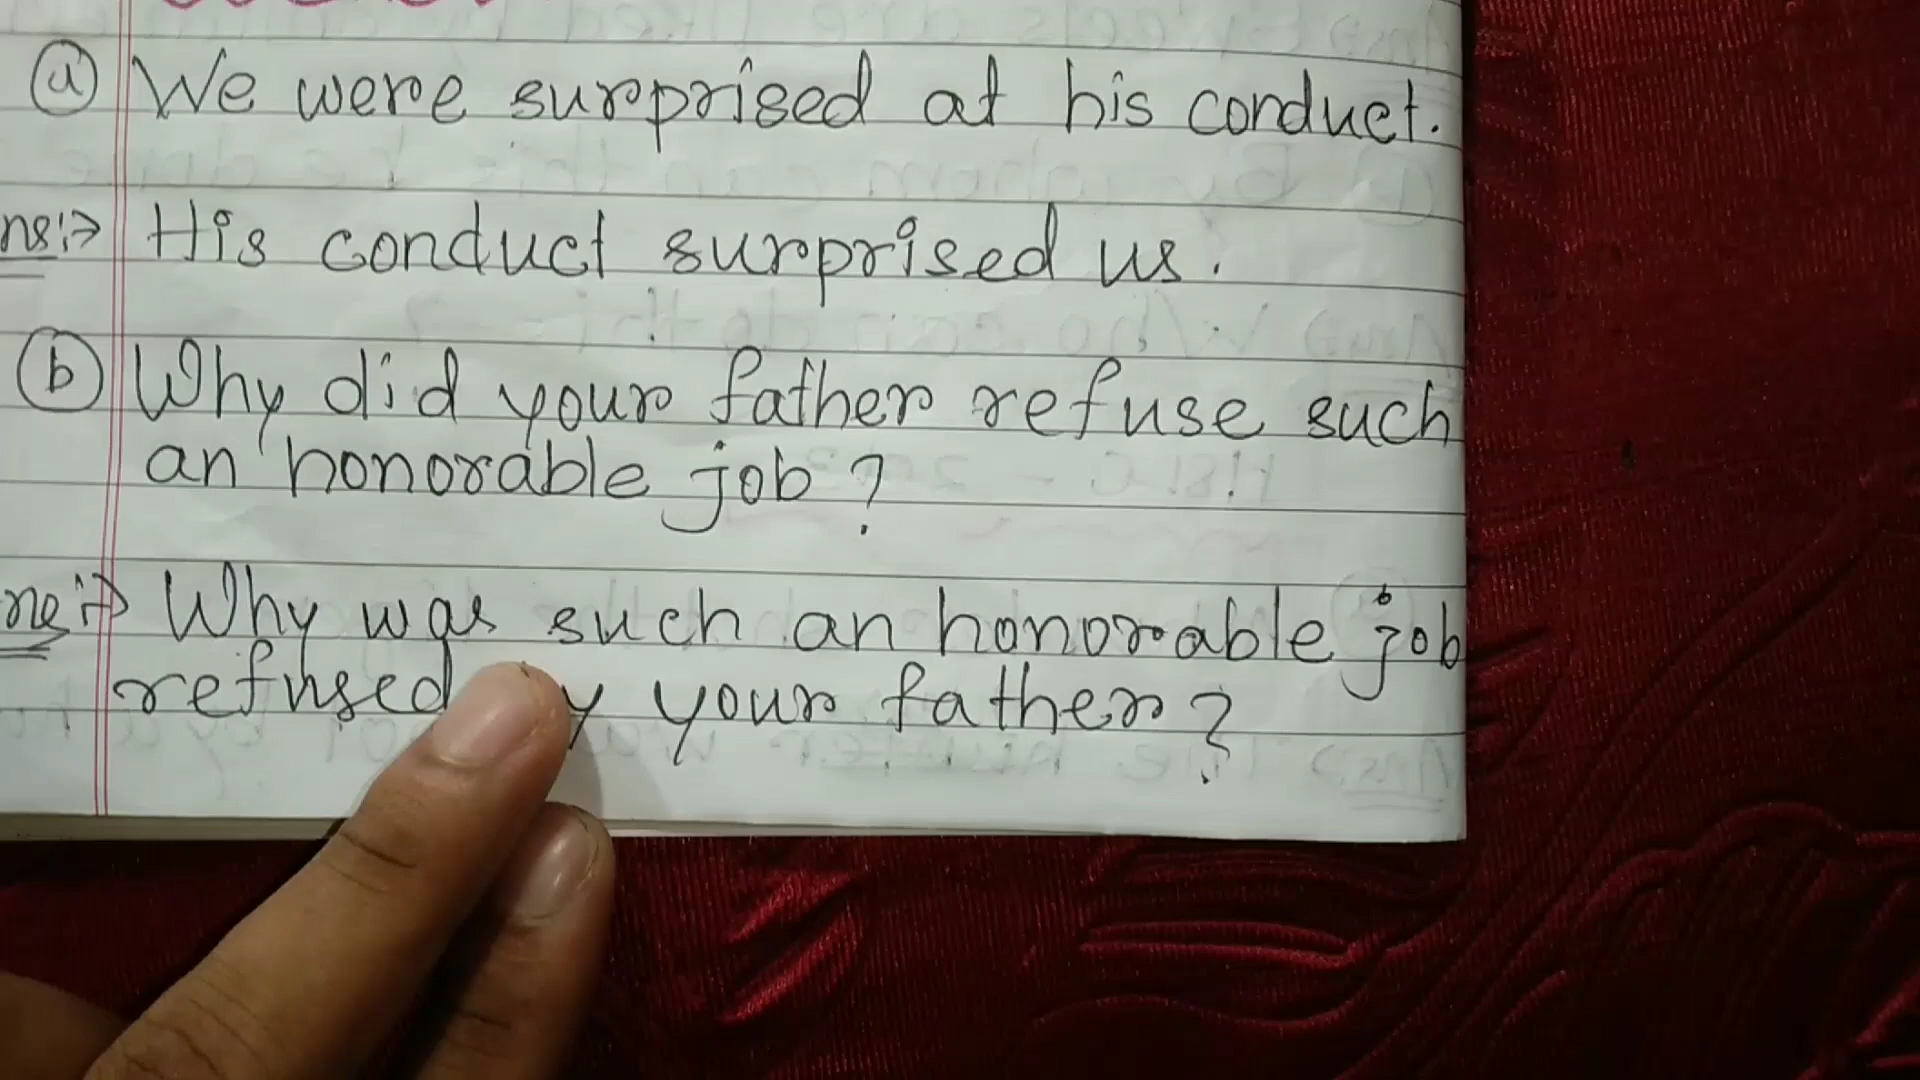 (a) We were surprised at his conduct.
ns:-> His conduct surprised us.
(b) Why did your father refuse such
an honorable job?
ns:-> Why was such an honorable job
refused y your father?